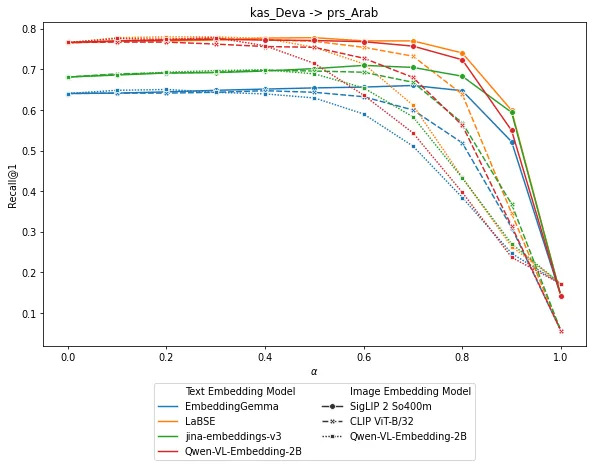 kas_Deva -> prs_Arab
Recall@1
0.8
0.7
0.6
0.5
0.4
0.3
0.2
0.1
0.0 0.2 0.4 0.6 0.8 1.0
α
Text Embedding Model Image Embedding Model
EmbeddingGemma SigLIP 2 So400m
LaBSE CLIP ViT-B/32
jina-embeddings-v3 Qwen-VL-Embedding-2B
Qwen-VL-Embedding-2B